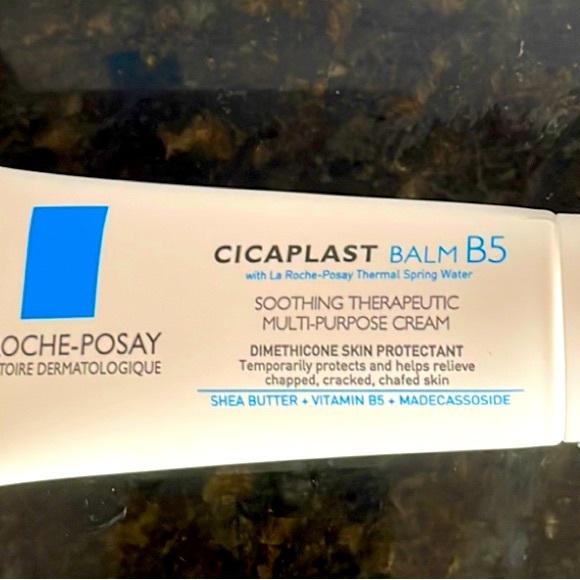 OCHE-POSAY
TOIRE DERMATOLOGIQUE
CICAPLAST BALM B5
with La Roche-Posay Thermal Spring Water
SOOTHING THERAPEUTIC
MULTI-PURPOSE CREAM
DIMETHICONE SKIN PROTECTANT
Temporarily protects and helps relieve
chapped, cracked, chafed skin
SHEA BUTTER + VITAMIN B5 + MADECASSOSIDE